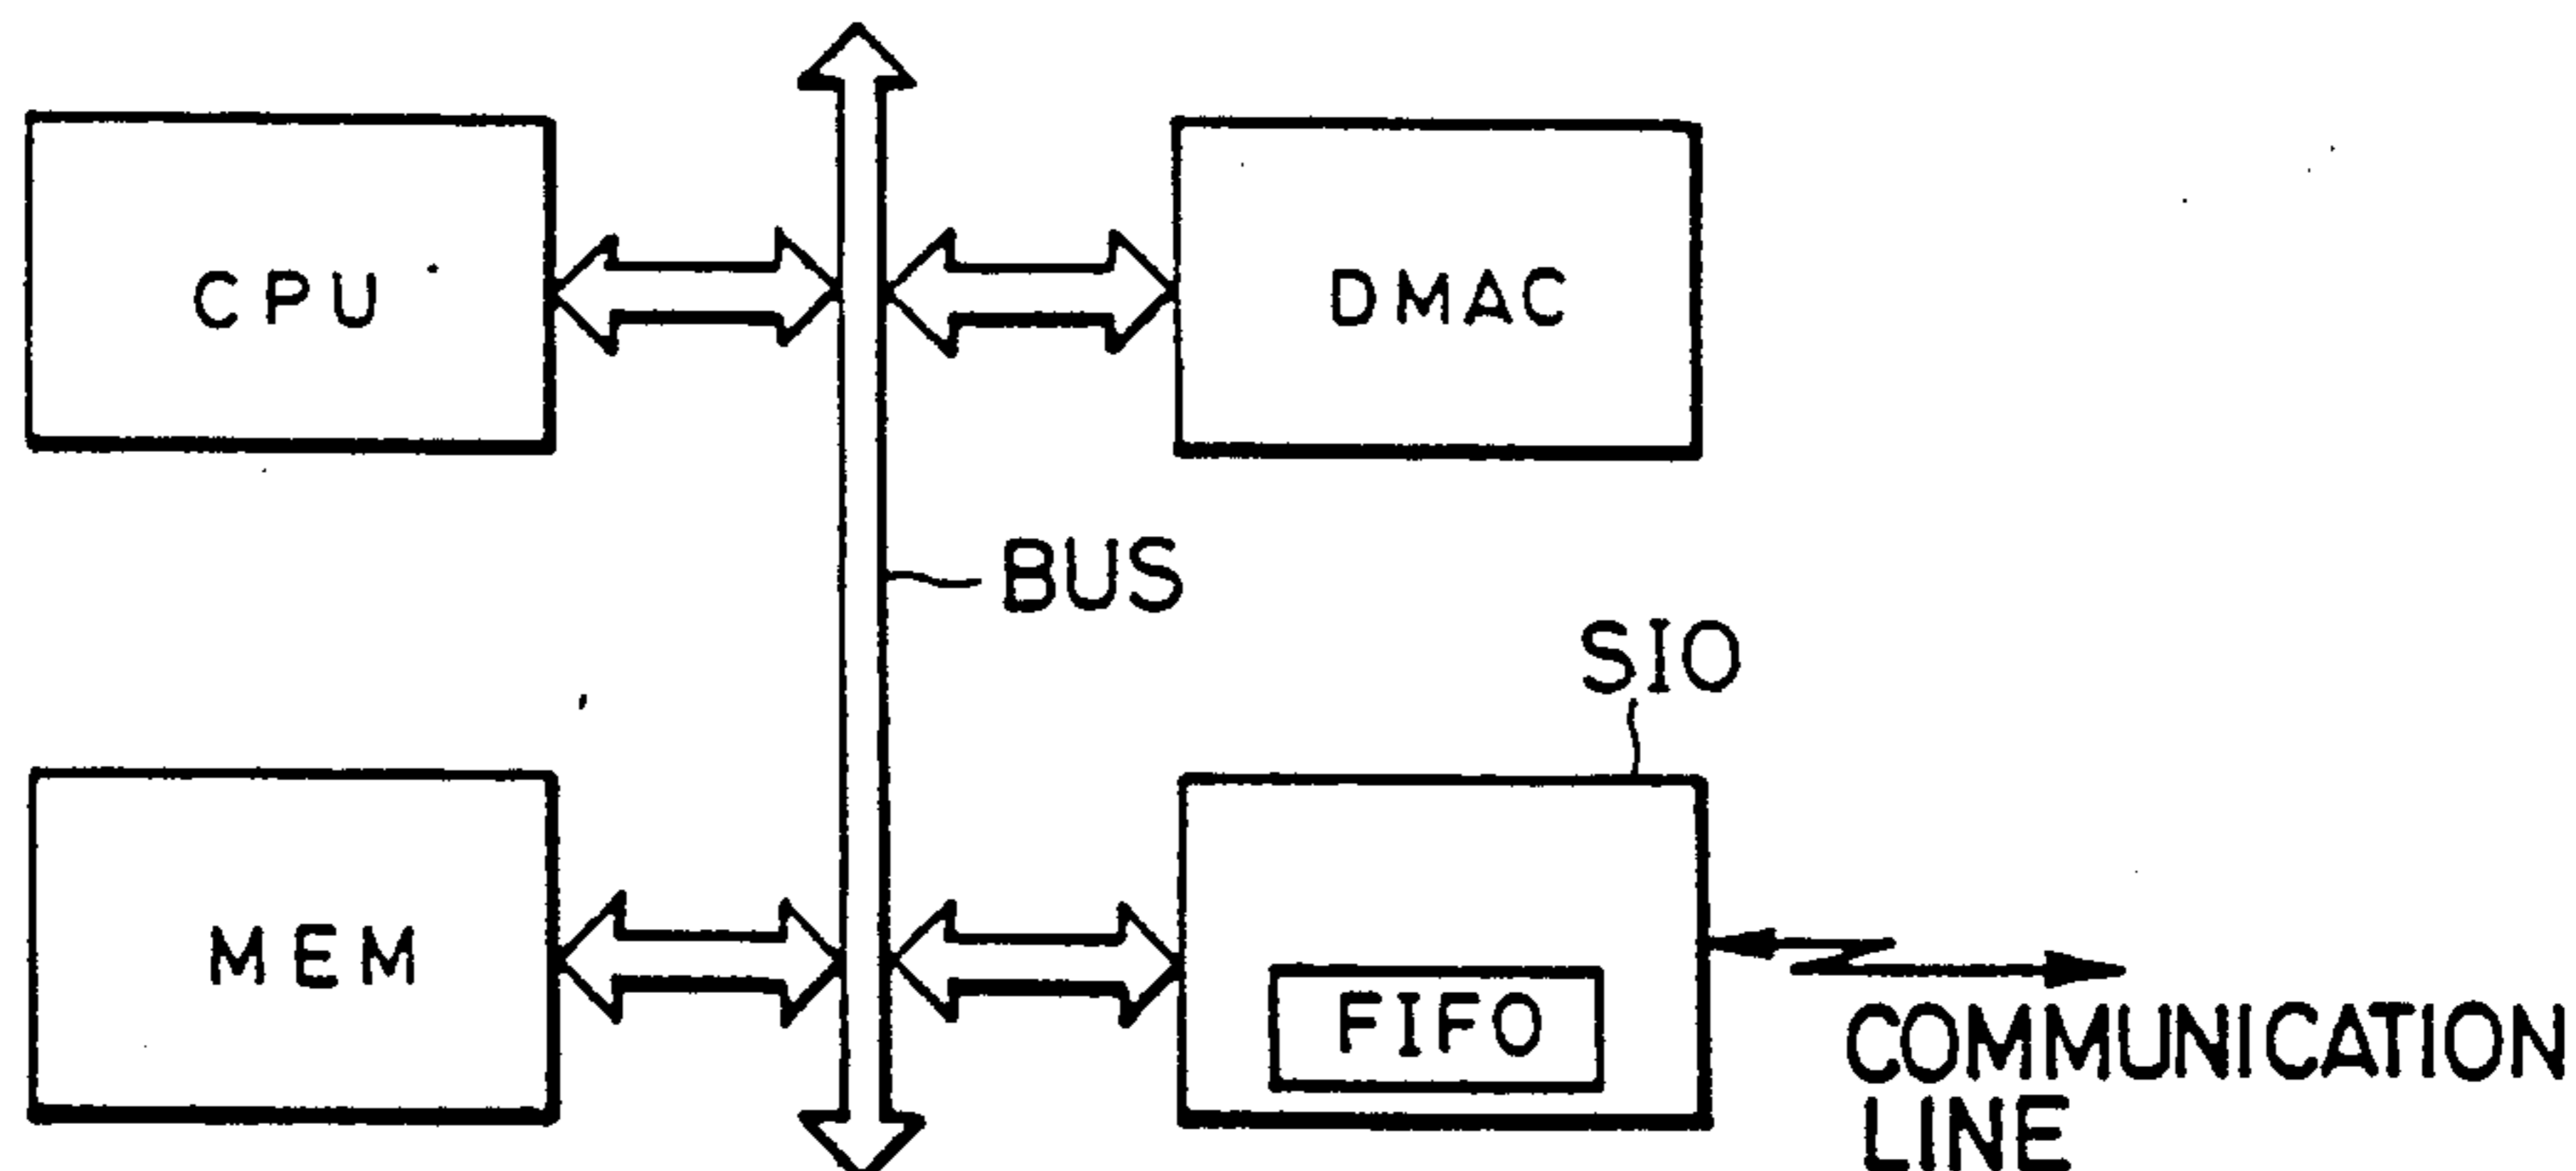 CPU
DMAC
BUS
SIO
MEM
FIFO
COMMUNICATION
LINE